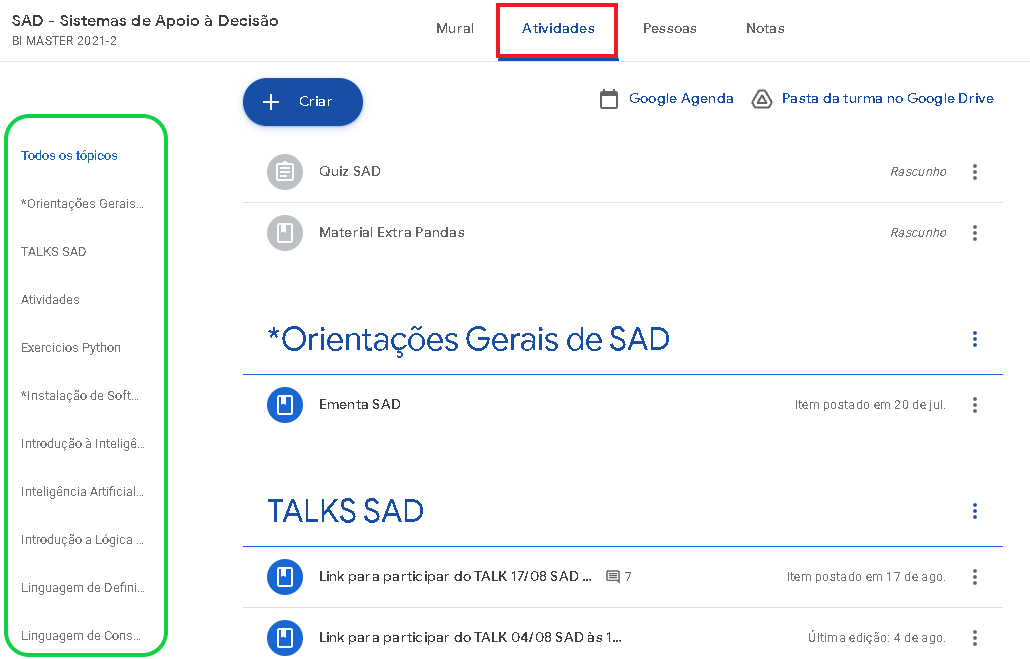 SAD - Sistemas de Apoio à Decisão
BI MASTER 2021-2
Mural
Atividades
Pessoas
Notas
Criar
Google Agenda
Pasta da turma no Google Drive
Todos os tópicos
*Orientações Gerais...
TALKS SAD
Atividades
Exercicios Python
*Instalação de Soft...
Introdução à Inteligê...
Inteligência Artificial...
Introdução a Lógica ...
Linguagem de Defini...
Linguagem de Cons...
Quiz SAD
Rascunho
Material Extra Pandas
Rascunho
*Orientações Gerais de SAD
Ementa SAD
Item postado em 20 de jul.
TALKS SAD
Link para participar do TALK 17/08 SAD ...
7
Item postado em 17 de ago.
Link para participar do TALK 04/08 SAD às 1...
Última edição: 4 de ago.